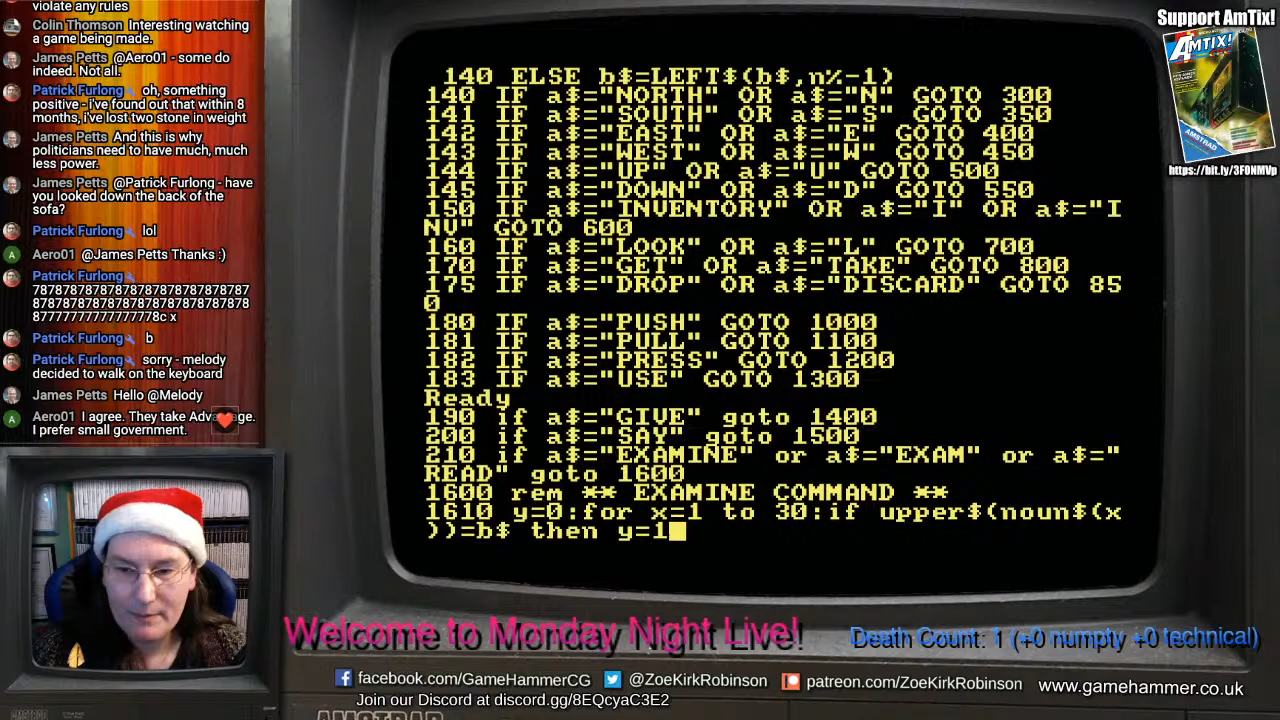 violate any rules
Colin Thomson Interesting watching
a game being made.
James Petts @Aero01 - some do
indeed. Not all.
Patrick Furlong oh, something
positive - i've found out that within 8
months, i've lost two stone in weight
James Petts And this is why
politicians need to have much, much
less power.
James Petts @Patrick Furlong - have
you looked down the back of the
sofa?
Patrick Furlong lol
Aero01 @James Petts Thanks :)
Patrick Furlong
James Petts Hello @Melody
Patrick Furlong b
Patrick Furlong sorry - melody
decided to walk on the keyboard
Aero01 I agree. They take
I prefer small government.
140 ELSE b$=LEFT$(b$,n%-1)
140 IF a$="NORTH" OR a$="N" GOTO 300
141 IF a$="SOUTH" OR a$="S" GOTO 350
142 IF a$="EAST" OR a$="E" GOTO 400
143 IF a$="WEST" OR a$="W" GOTO 450
144 IF a$="UP" OR a$="U" GOTO 500
145 IF a$="DOWN" OR a$="D" GOTO 550
150 IF a$="INVENTORY" OR a$="I" OR a$="I
NV" GOTO 600
160 IF a$="LOOK" OR a$="L" GOTO 700
170 IF a$="GET" OR a$="TAKE" GOTO 800
175 IF a$="DROP" OR a$="DISCARD" GOTO 85
0
180 IF a$="PUSH" GOTO 1000
181 IF a$="PULL" GOTO 1100
182 IF a$="PRESS" GOTO 1200
183 IF a$="USE" GOTO 1300
Ready
190 if a$="GIVE" goto 1400
200 if a$="SAY" goto 1500
210 if a$="EXAMINE" or a$="EXAM" or a$="
READ" goto 1600
1600 rem ** EXAMINE COMMAND **
1610 y=0:for x=1 to 30:if upper$(noun$(x
))=b$ then y=1
Support AmTix!
AMTIX!
AMSTRAD
https://bit.ly/3FONMVp
Welcome to Monday Night Live!
Death Count: 1 (+0 numpty +0 technical)
facebook.com/GameHammerCG
@ZoeKirkRobinson
patreon.com/ZoeKirkRobinson
www.gamehammer.co.uk
Join our Discord at discord.gg/8EQcyaC3E2
AMSTRAD